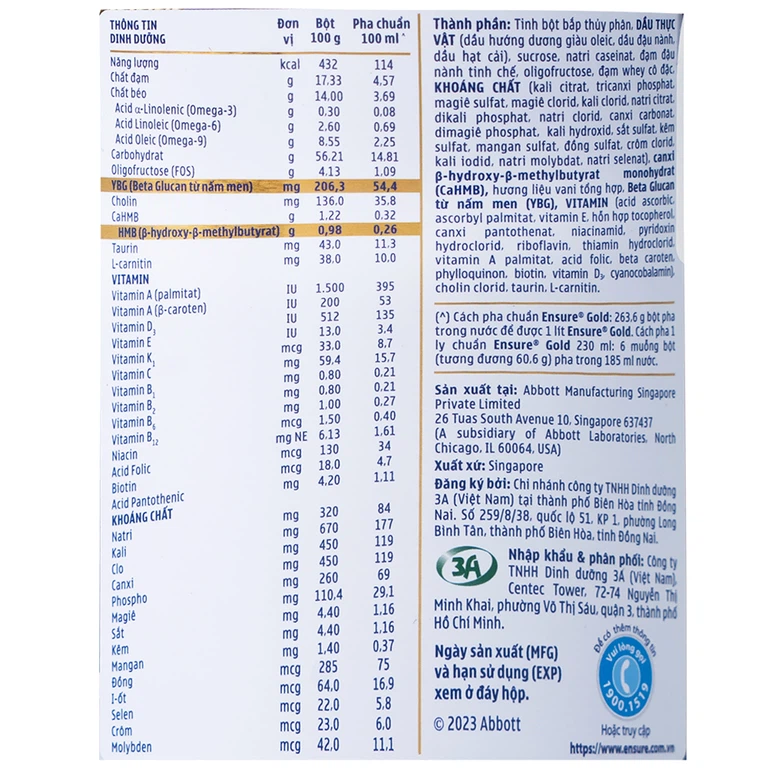 THÔNG TIN DINH DƯỠNG Đơn vị Bột 100 g Pha chuẩn 100 ml ^
Năng lượng kcal 432 114
Chất đạm g 17.33 4.57
Chất béo g 14.00 3.69
Acid α-Linolenic (Omega-3) g 0.30 0.08
Acid Linoleic (Omega-6) g 2.60 0.69
Acid Oleic (Omega-9) g 8.55 2.25
Carbohydrat g 56.21 14.81
Oligofructose (FOS) g 4.13 1.09
YBG (Beta Glucan từ nấm men) mg 206,3 54,4
Cholin mg 136.0 35.8
CaHMB g 1.22 0.32
HMB (β-hydroxy-β-methylbutyrat) g 0,98 0,26
Taurin mg 43.0 11.3
L-carnitin mg 38.0 10.0
VITAMIN
Vitamin A (palmitat) IU 1.500 395
Vitamin A (β-caroten) IU 200 53
Vitamin D₃ IU 512 135
Vitamin E IU 13.0 3.4
Vitamin K₁ mcg 33.0 8.7
Vitamin C mg 59.4 15.7
Vitamin B₁ mg 0.80 0.21
Vitamin B₂ mg 0.80 0.21
Vitamin B₆ mg 1.00 0.27
Vitamin B₁₂ mcg 1.50 0.40
Niacin mg NE 6.13 1.61
Acid Folic mcg 130 34
Biotin mcg 18.0 4.7
Acid Pantothenic mg 4.20 1.11
KHOÁNG CHẤT
Natri mg 320 84
Kali mg 670 177
Clo mg 450 119
Canxi mg 450 119
Phospho mg 260 69
Magiê mg 110.4 29.1
Sắt mg 4.40 1,16
Kẽm mg 4.40 1,16
Mangan mg 1,40 0,37
Đồng mcg 285 75
I-ốt mcg 64,0 16.9
Selen mcg 22.0 5.8
Crôm mcg 23,0 6.0
Molybden mcg 42,0 11,1
Thành phần: Tinh bột bắp thủy phân, DẦU THỰC
VẬT (dầu hướng dương giàu oleic, dầu đậu nành,
dầu hạt cải), sucrose, natri caseinat, đạm đậu
nành tinh chế, oligofructose, đạm whey cô đặc,
KHOÁNG CHẤT (kali citrat, tricanxi phosphat,
magiê sulfat, magiê clorid, kali clorid, natri citrat,
dikali phosphat, natri clorid, canxi carbonat,
dimagiê phosphat, kali hydroxid, sắt sulfat, kẽm
sulfat, mangan sulfat, đồng sulfat, crôm clorid,
kali iodid, natri molybdat, natri selenat), canxi
β-hydroxy-β-methylbutyrat monohydrat
(CaHMB), hương liệu vani tổng hợp, Beta Glucan
từ nấm men (YBG), VITAMIN (acid ascorbic,
ascorbyl palmitat, vitamin E, hỗn hợp tocopherol,
canxi pantothenat, niacinamid, pyridoxin
hydroclorid, riboflavin, thiamin hydroclorid,
vitamin A palmitat, acid folic, beta caroten,
phylloquinon, biotin, vitamin D₃, cyanocobalamin),
cholin clorid, taurin, L-carnitin.
(^) Cách pha chuẩn Ensure® Gold: 263,6 g bột pha
trong nước để được 1 lít Ensure® Gold. Cách pha 1
ly chuẩn Ensure® Gold 230 ml: 6 muỗng bột
(tương đương 60,6 g) pha trong 185 ml nước.
Sản xuất tại: Abbott Manufacturing Singapore
Private Limited
26 Tuas South Avenue 10, Singapore 637437
(A subsidiary of Abbott Laboratories, North
Chicago, IL 60064, USA)
Xuất xứ: Singapore
Đăng ký bởi: Chi nhánh công ty TNHH Dinh dưỡng
3A (Việt Nam) tại thành phố Biên Hòa tỉnh Đồng
Nai. Số 259/8/38, quốc lộ 51, KP 1, phường Long
Bình Tân, thành phố Biên Hòa, tỉnh Đồng Nai.
3A
Nhập khẩu & phân phối: Công ty
TNHH Dinh dưỡng 3A (Việt Nam),
Centec Tower, 72-74 Nguyễn Thị
Minh Khai, phường Võ Thị Sáu, quận 3, thành phố
Hồ Chí Minh.
Ngày sản xuất (MFG)
và hạn sử dụng (EXP)
xem ở đáy hộp.
© 2023 Abbott
Để có thêm thông tin
Vui lòng gọi
1900.1519
Hoặc truy cập
https://www.ensure.com.vn